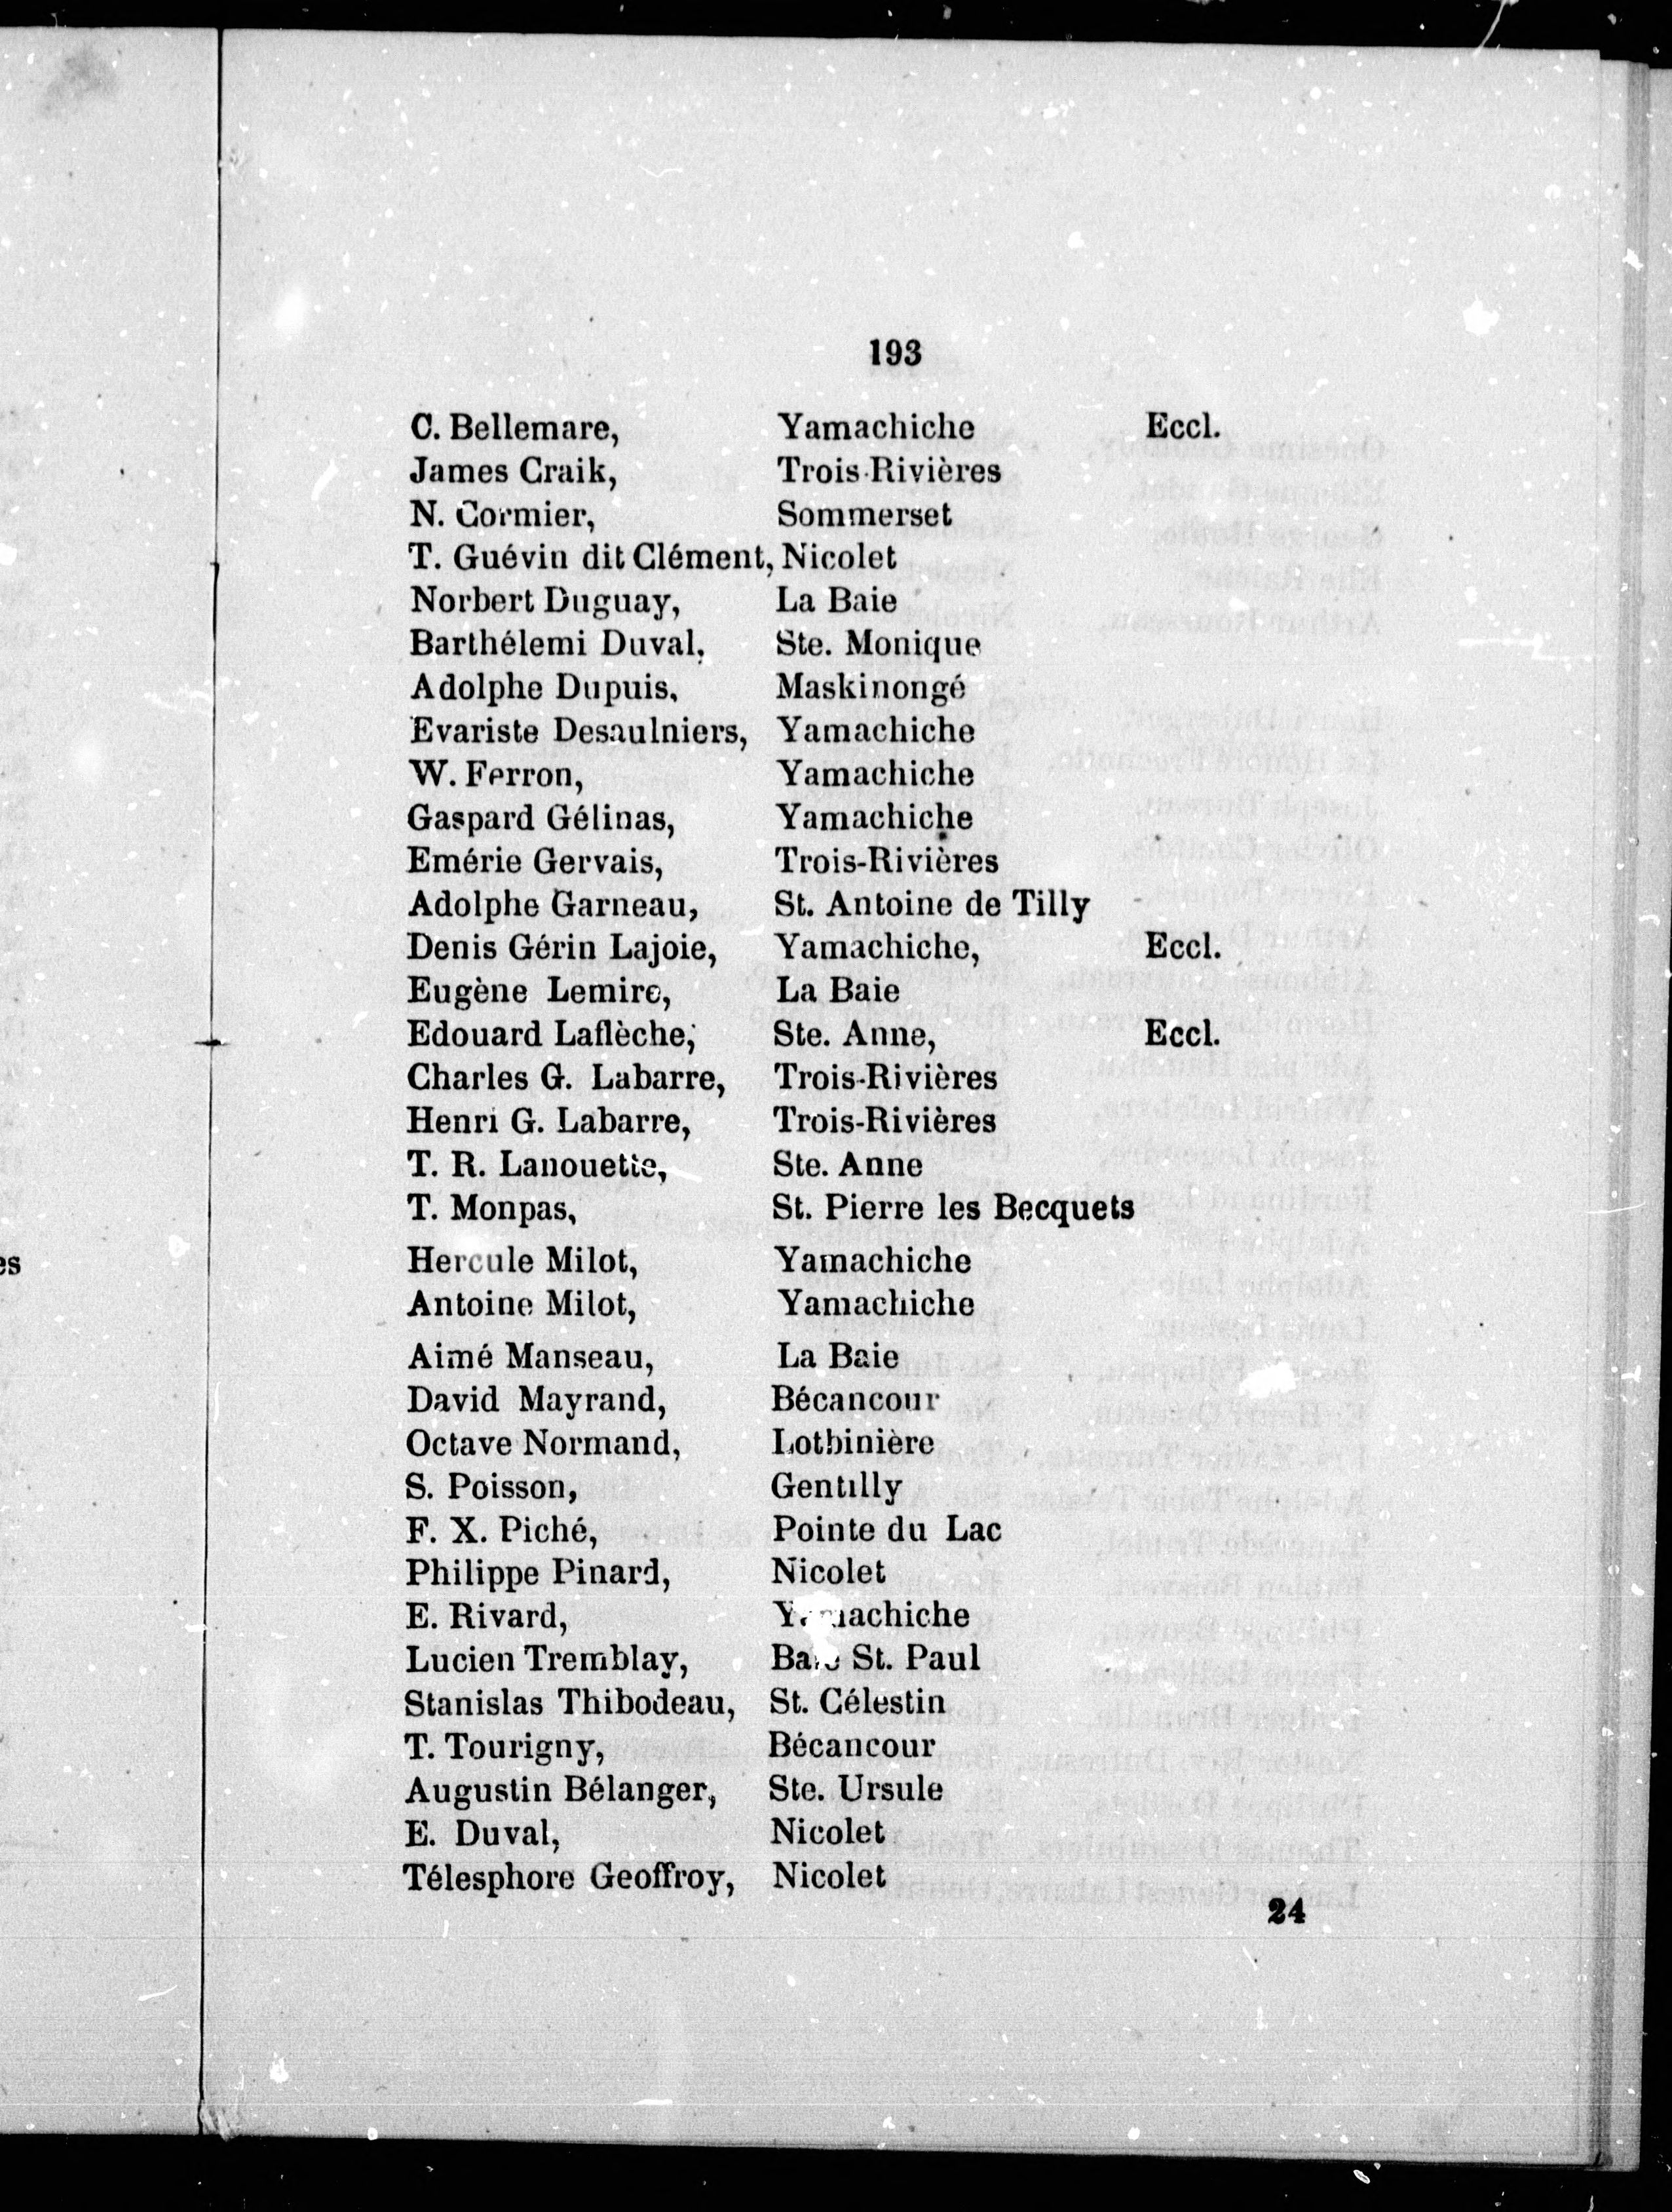 193
C. Bellemare, Yamachiche Eccl.
James Craik, Trois-Rivières
N. Cormier, Sommerset
T. Guévin dit Clément, Nicolet
Norbert Duguay, La Baie
Barthélemi Duval, Ste. Monique
Adolphe Dupuis, Maskinongé
Evariste Desaulniers, Yamachiche
W. Ferron, Yamachiche
Gaspard Gélinas, Yamachiche
Emérie Gervais, Trois-Rivières
Adolphe Garneau, St. Antoine de Tilly
Denis Gérin Lajoie, Yamachiche, Eccl.
Eugène Lemire, La Baie
Edouard Laflèche, Ste. Anne, Eccl.
Charles G. Labarre, Trois-Rivières
Henri G. Labarre, Trois-Rivières
T. R. Lanouette, Ste. Anne
T. Monpas, St. Pierre les Becquets
es
Hercule Milot, Yamachiche
Antoine Milot, Yamachiche
Aimé Manseau, La Baie
David Mayrand, Bécancour
Octave Normand, Lotbinière
S. Poisson, Gentilly
F. X. Piché, Pointe du Lac
Philippe Pinard, Nicolet
E. Rivard, Yamachiche
Lucien Tremblay, Baie St. Paul
Stanislas Thibodeau, St. Célestin
T. Tourigny, Bécancour
Augustin Bélanger, Ste. Ursule
E. Duval, Nicolet
Télesphore Geoffroy, Nicolet
24